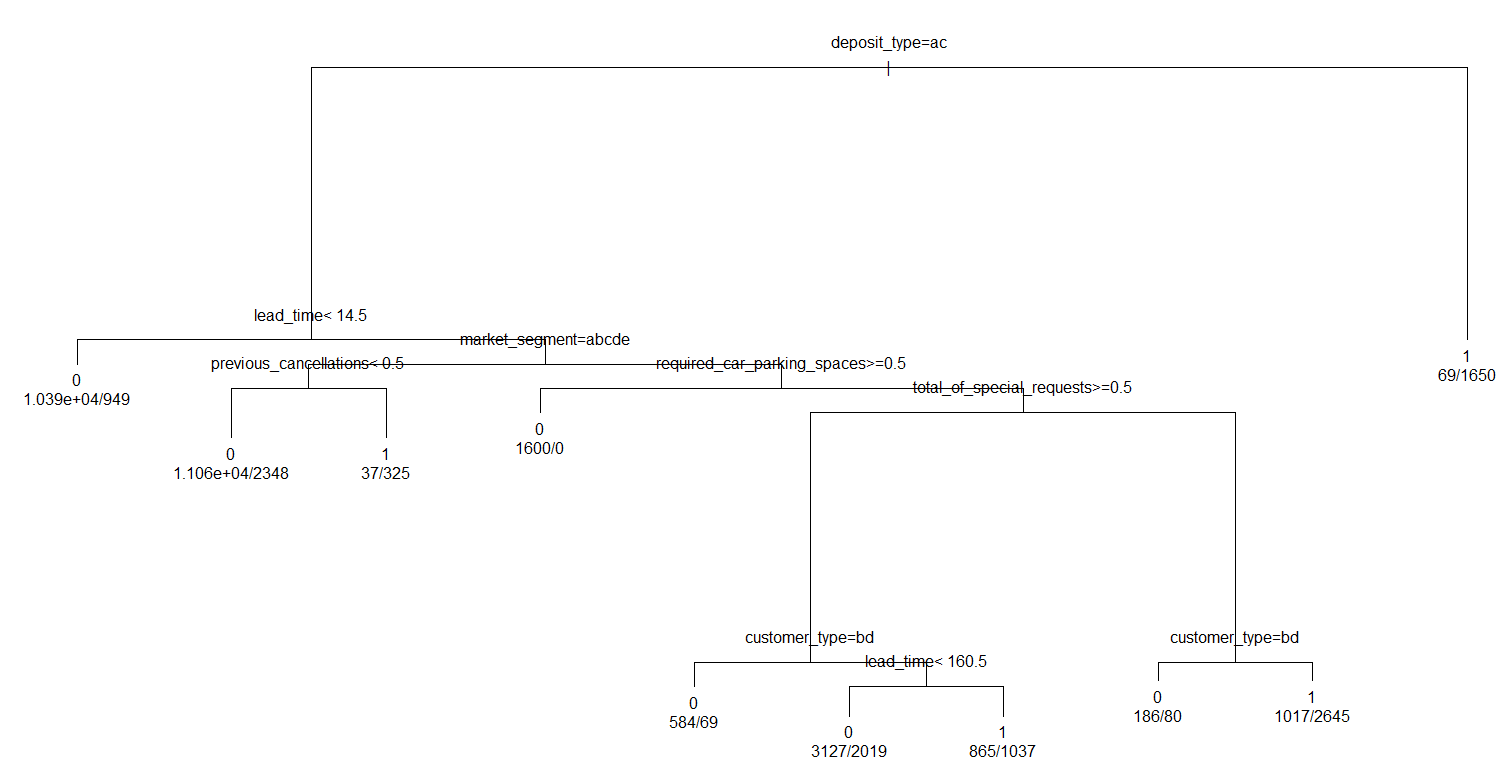 deposit_type=ac
lead_time< 14.5
market_segment=abcde
previous_cancellations< 0.5
required_car_parking_spaces>=0.5
total_of_special_requests>=0.5
1
69/1650
0
1.039e+04/949
0
1600/0
0
1.106e+04/2348
1
37/325
customer_type=bd
customer_type=bd
lead_time< 160.5
0
584/69
0
3127/2019
1
865/1037
0
186/80
1
1017/2645